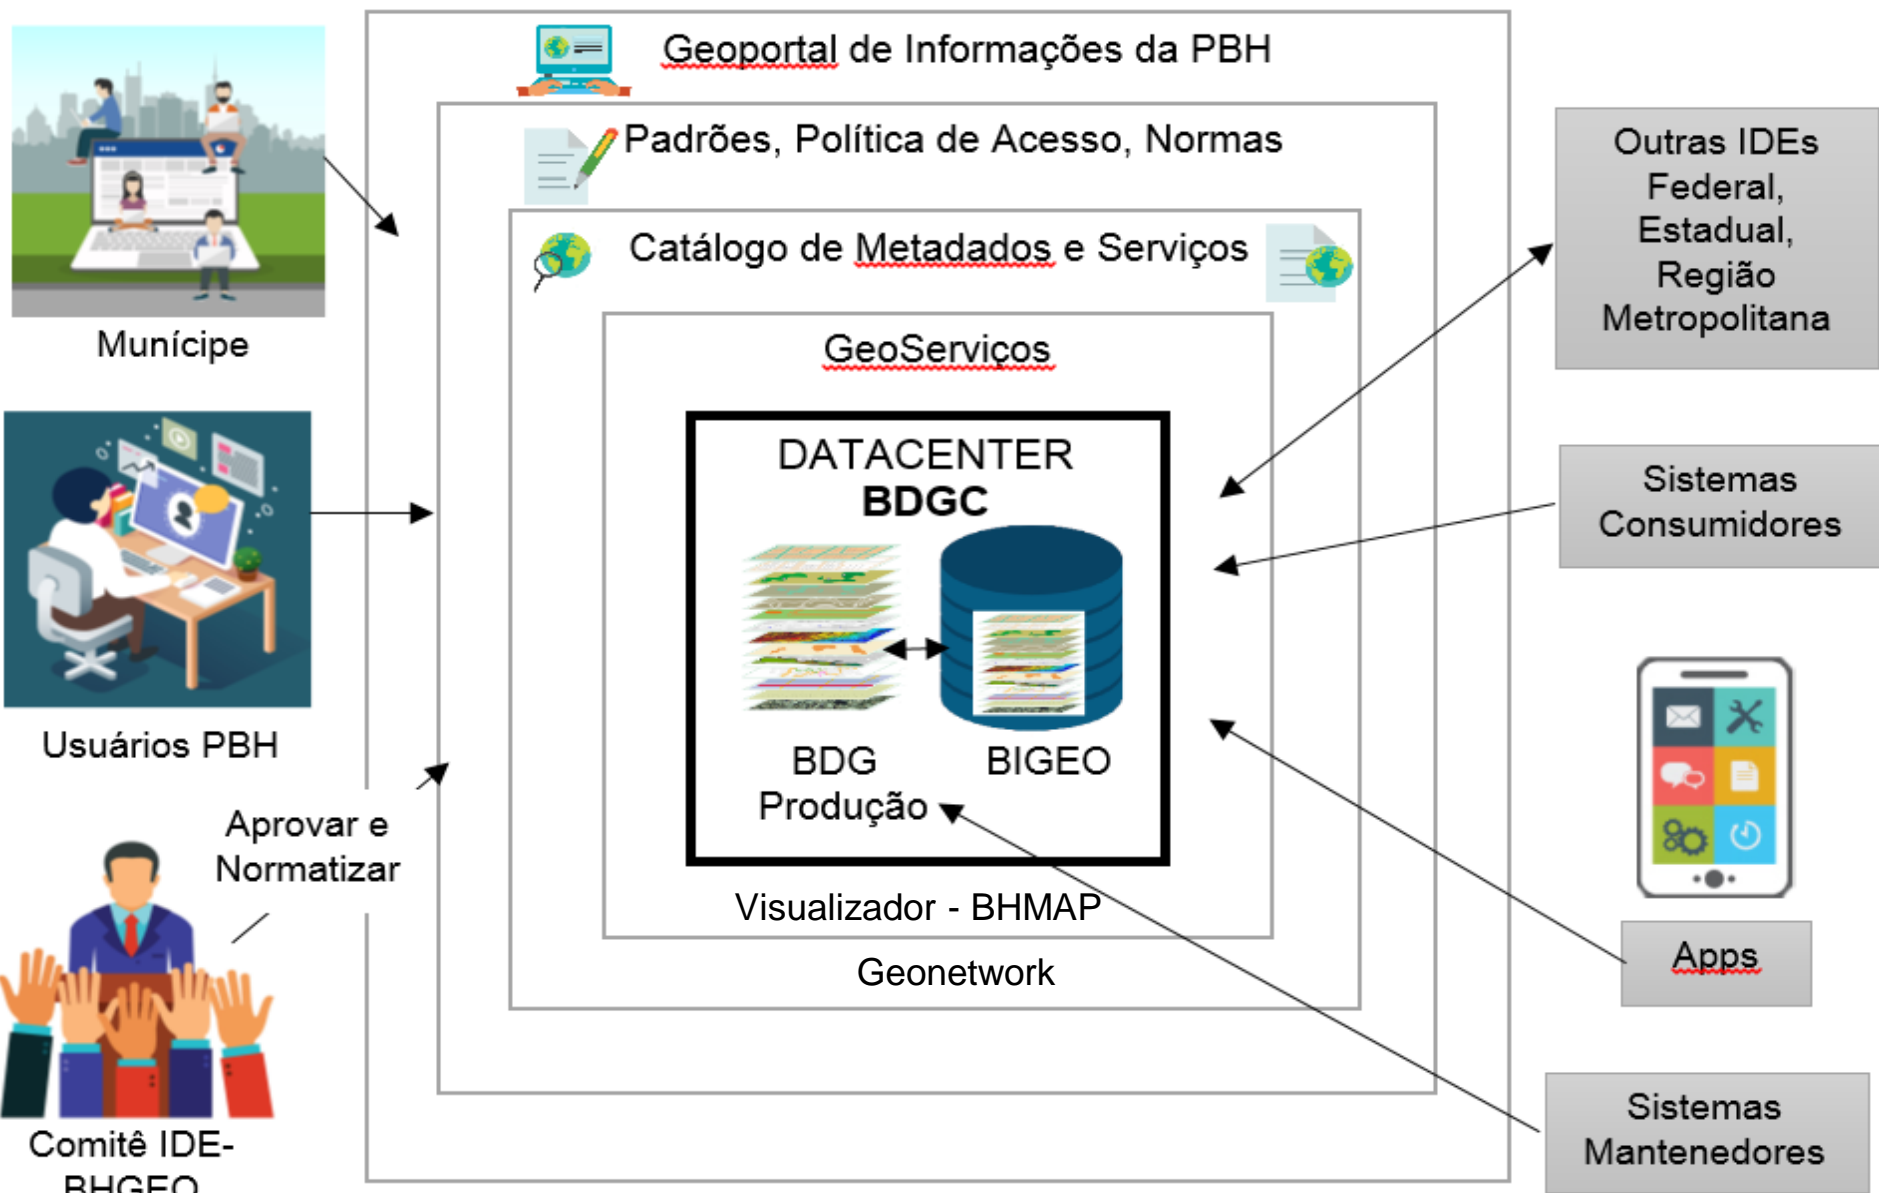 Geoportal de Informações da PBH
Padrões, Política de Acesso, Normas
Catálogo de Metadados e Serviços
GeoServiços
DATACENTER
BDGC
BDG
Produção
BIGEO
Visualizador - BHMAP
Geonetwork
Munícipe
Usuários PBH
Aprovar e
Normatizar
Comitê IDE-
BHGEO
Outras IDEs
Federal,
Estadual,
Região
Metropolitana
Sistemas
Consumidores
Apps
Sistemas
Mantenedores